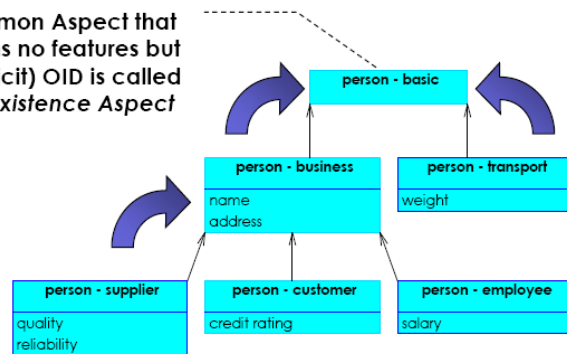 mon Aspect that
s no features but
icit) OID is called
xistence Aspect
person - basic
person - business
name
address
person - transport
weight
person - supplier
quality
reliability
person - customer
credit rating
person - employee
salary